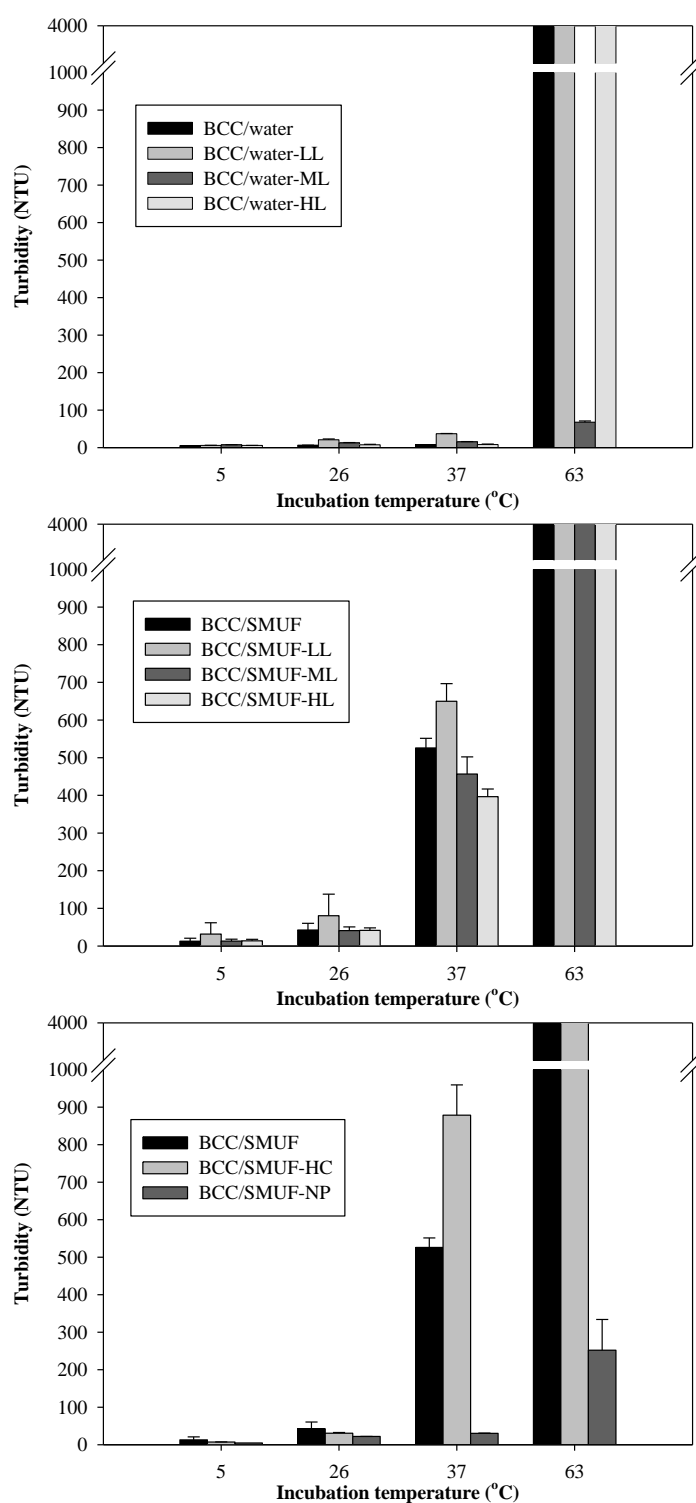 4000
1000
900
800
700
600
500
400
300
200
100
0
Turbidity (NTU)
BCC/water
BCC/water-LL
BCC/water-ML
BCC/water-HL
5 26 37 63
Incubation temperature (°C)
4000
1000
900
800
700
600
500
400
300
200
100
0
Turbidity (NTU)
BCC/SMUF
BCC/SMUF-LL
BCC/SMUF-ML
BCC/SMUF-HL
5 26 37 63
Incubation temperature (°C)
4000
1000
900
800
700
600
500
400
300
200
100
0
Turbidity (NTU)
BCC/SMUF
BCC/SMUF-HC
BCC/SMUF-NP
5 26 37 63
Incubation temperature (°C)